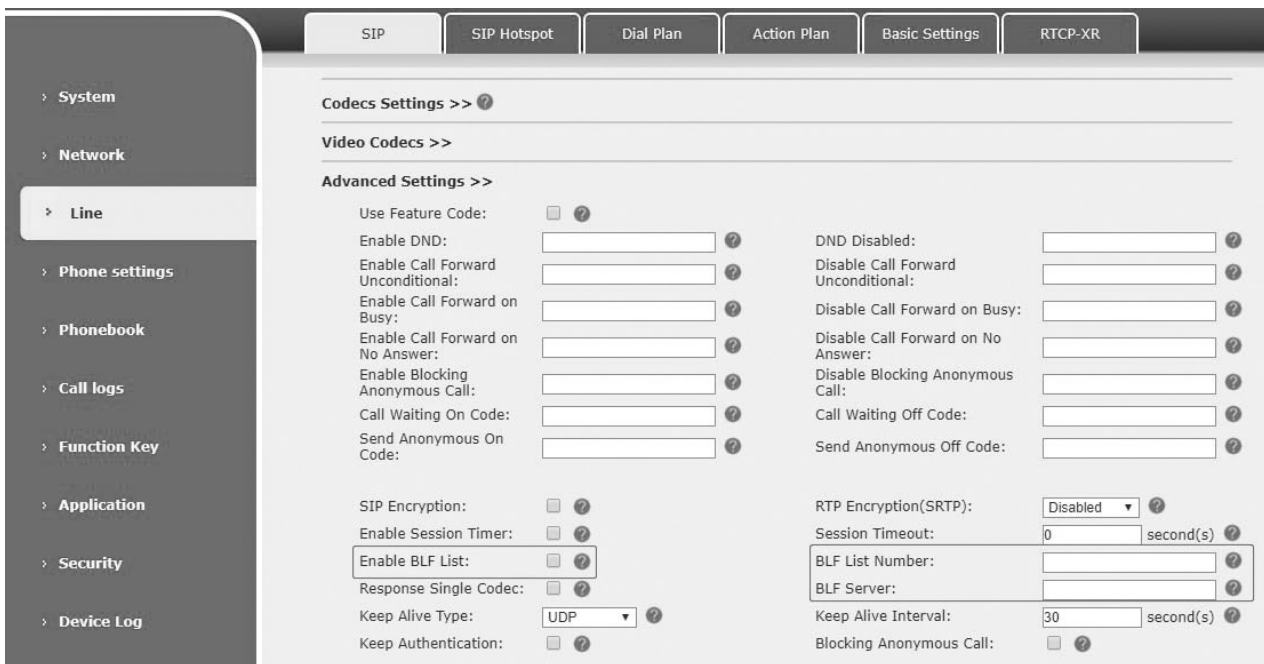 SIP SIP Hotspot Dial Plan Action Plan Basic Settings RTCP-XR
› System
› Network
› Line
› Phone settings
› Phonebook
› Call logs
› Function Key
› Application
› Security
› Device Log
Codecs Settings >> ?
Video Codecs >>
Advanced Settings >>
Use Feature Code: ?
Enable DND: ? DND Disabled: ?
Enable Call Forward
Unconditional: ? Disable Call Forward
Unconditional: ?
Enable Call Forward on
Busy: ? Disable Call Forward on Busy: ?
Enable Call Forward on
No Answer: ? Disable Call Forward on No
Answer: ?
Enable Blocking
Anonymous Call: ? Disable Blocking Anonymous
Call: ?
Call Waiting On Code: ? Call Waiting Off Code: ?
Send Anonymous On
Code: ? Send Anonymous Off Code: ?
SIP Encryption: ? RTP Encryption(SRTP): Disabled ?
Enable Session Timer: ? Session Timeout: 0 second(s) ?
Enable BLF List: ? BLF List Number: ?
Response Single Codec: ? BLF Server: ?
Keep Alive Type: UDP ? Keep Alive Interval: 30 second(s) ?
Keep Authentication: ? Blocking Anonymous Call: ?